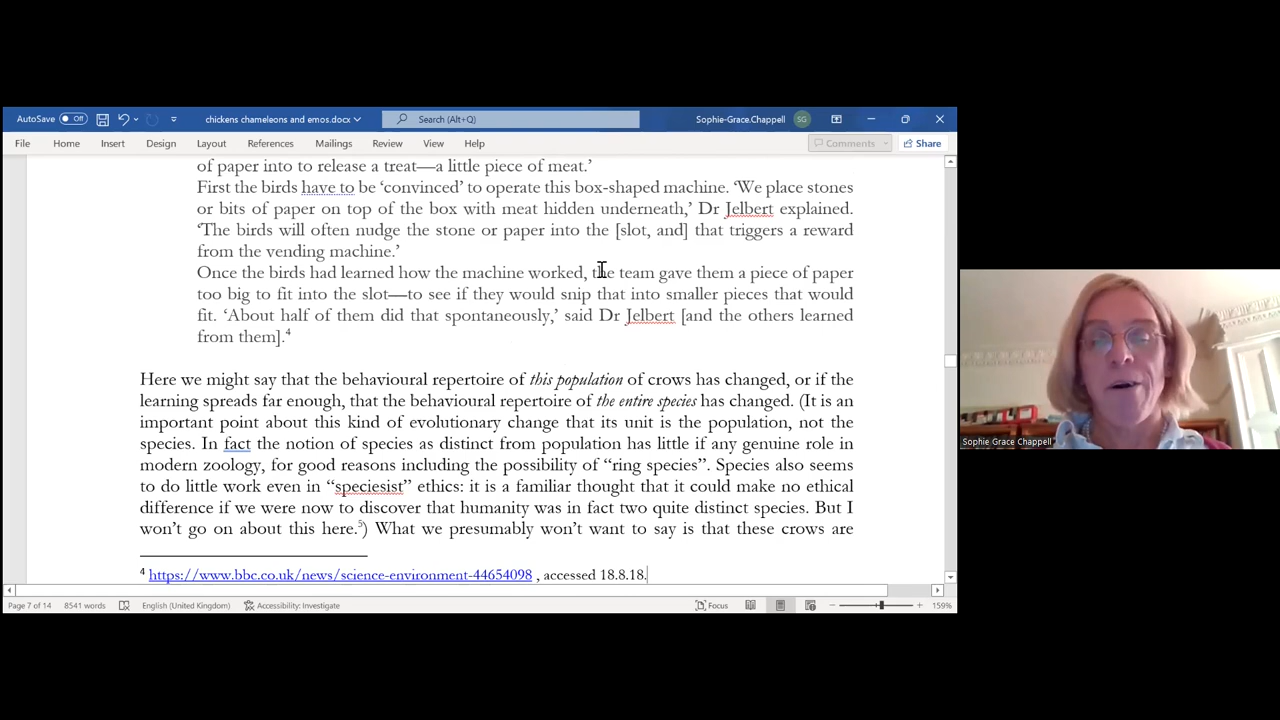 AutoSave Off chickens chameleons and emos.docx Search (Alt+Q) Sophie-Grace.Chappell SG
File Home Insert Design Layout References Mailings Review View Help Comments Share
of paper into to release a treat—a little piece of meat.’
First the birds have to be ‘convinced’ to operate this box-shaped machine. ‘We place stones
or bits of paper on top of the box with meat hidden underneath,’ Dr Jelbert explained.
‘The birds will often nudge the stone or paper into the [slot, and] that triggers a reward
from the vending machine.’
Once the birds had learned how the machine worked, the team gave them a piece of paper
too big to fit into the slot—to see if they would snip that into smaller pieces that would
fit. ‘About half of them did that spontaneously,’ said Dr Jelbert [and the others learned
from them].4
Here we might say that the behavioural repertoire of this population of crows has changed, or if the
learning spreads far enough, that the behavioural repertoire of the entire species has changed. (It is an
important point about this kind of evolutionary change that its unit is the population, not the
species. In fact the notion of species as distinct from population has little if any genuine role in
modern zoology, for good reasons including the possibility of “ring species”. Species also seems
to do little work even in “speciesist” ethics: it is a familiar thought that it could make no ethical
difference if we were now to discover that humanity was in fact two quite distinct species. But I
won’t go on about this here.5) What we presumably won’t want to say is that these crows are
4 https://www.bbc.co.uk/news/science-environment-44654098 , accessed 18.8.18.
Page 7 of 14 8541 words English (United Kingdom) Accessibility: Investigate Focus 159%
Sophie Grace Chappell